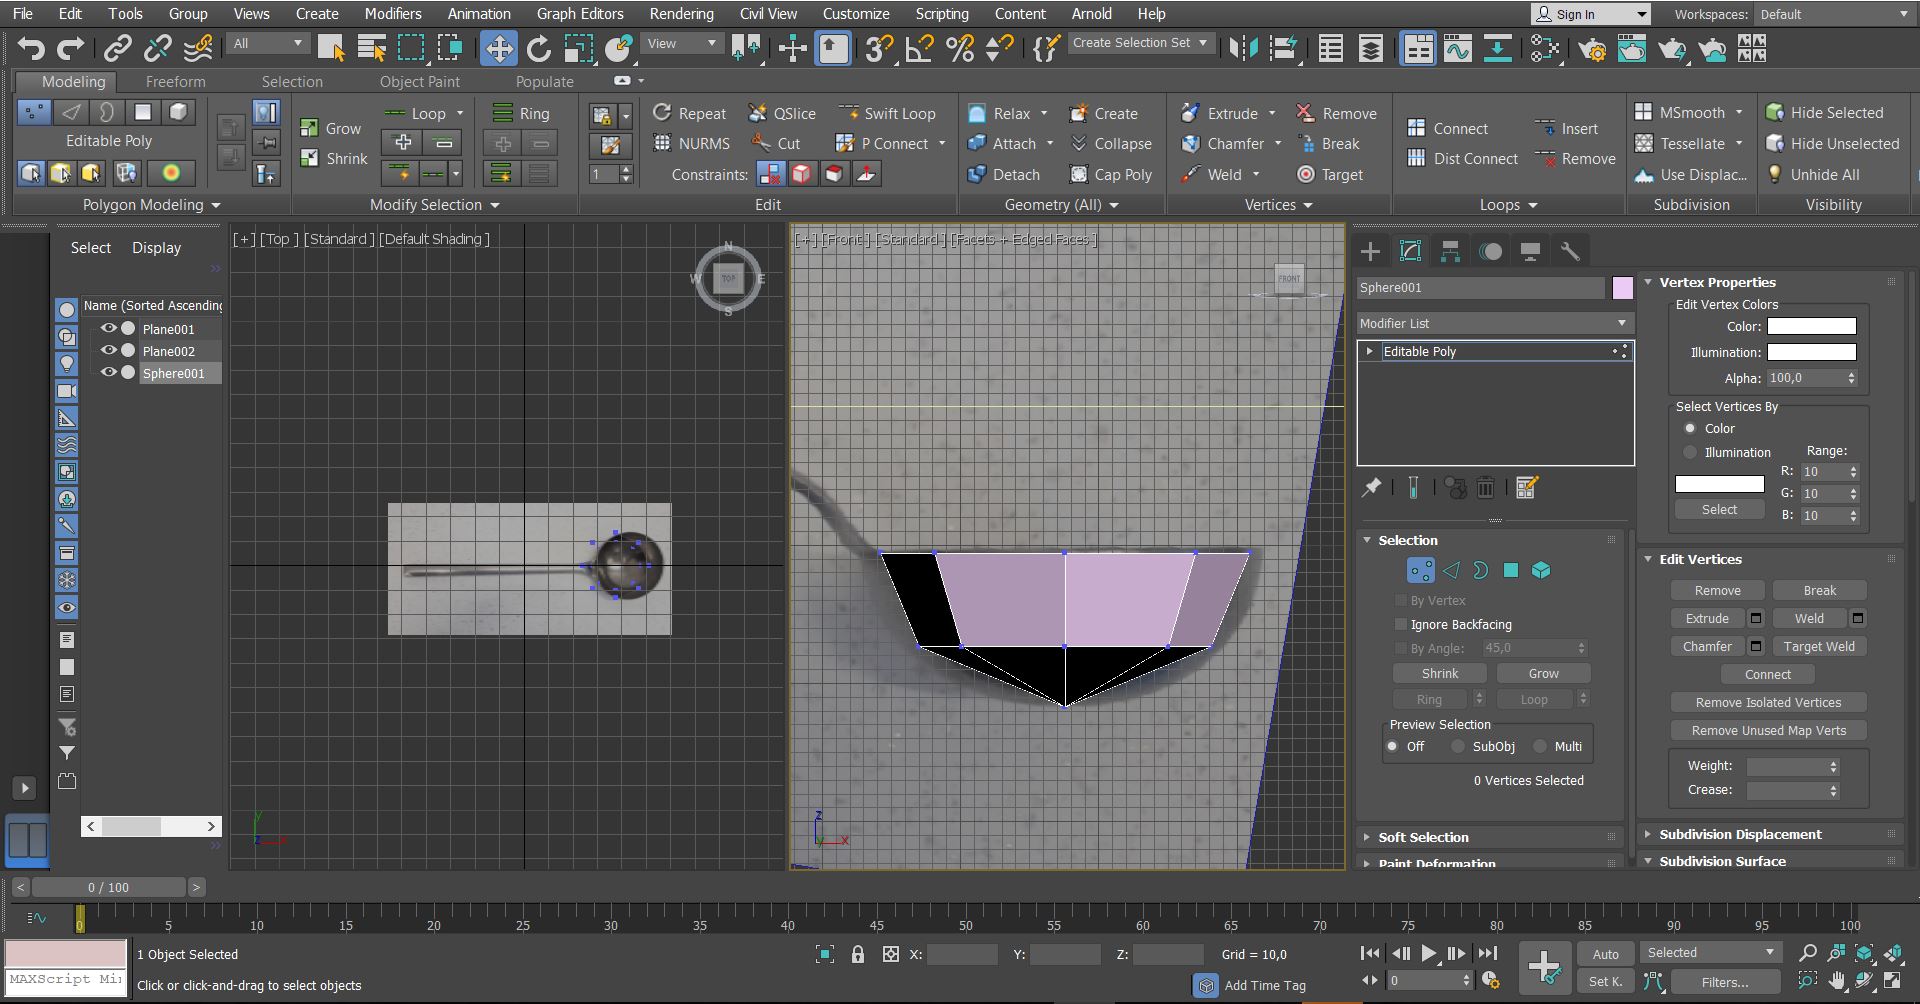 File Edit Tools Group Views Create Modifiers Animation Graph Editors Rendering Civil View Customize Scripting Content Arnold Help Sign In Workspaces: Default
All View Create Selection Set
Modeling Freeform Selection Object Paint Populate
Grow Loop Ring Repeat QSlice Swift Loop Relax Create Extrude Remove Connect Insert MSmooth Hide Selected
Editable Poly Shrink NURMS Cut P Connect Attach Collapse Chamfer Break Dist Connect Remove Tessellate Hide Unselected
1 Constraints: Detach Cap Poly Weld Target Use Displac... Unhide All
Polygon Modeling Modify Selection Edit Geometry (All) Vertices Loops Subdivision Visibility
Select Display
Name (Sorted Ascending
Plane001
Plane002
Sphere001
[+] [Top ] [Standard ] [Default Shading ]
N
W TOP E
S
y
z x
[+] [Front ] [Standard ] [Facets + Edged Faces ]
FRONT
z
y x
Sphere001
Modifier List
Editable Poly
Selection
By Vertex
Ignore Backfacing
By Angle: 45,0
Shrink Grow
Ring Loop
Preview Selection
Off SubObj Multi
0 Vertices Selected
Soft Selection
Paint Deformation
Vertex Properties
Edit Vertex Colors
Color:
Illumination:
Alpha: 100,0
Select Vertices By
Color
Illumination Range:
R: 10
G: 10
Select B: 10
Edit Vertices
Remove Break
Extrude Weld
Chamfer Target Weld
Connect
Remove Isolated Vertices
Remove Unused Map Verts
Weight:
Crease:
Subdivision Displacement
Subdivision Surface
< 0 / 100 >
0 5 10 15 20 25 30 35 40 45 50 55 60 65 70 75 80 85 90 95 100
1 Object Selected X: Y: Z: Grid = 10,0 Auto Selected
MAXScript Mi Click or click-and-drag to select objects Add Time Tag 0 Set K. Filters...